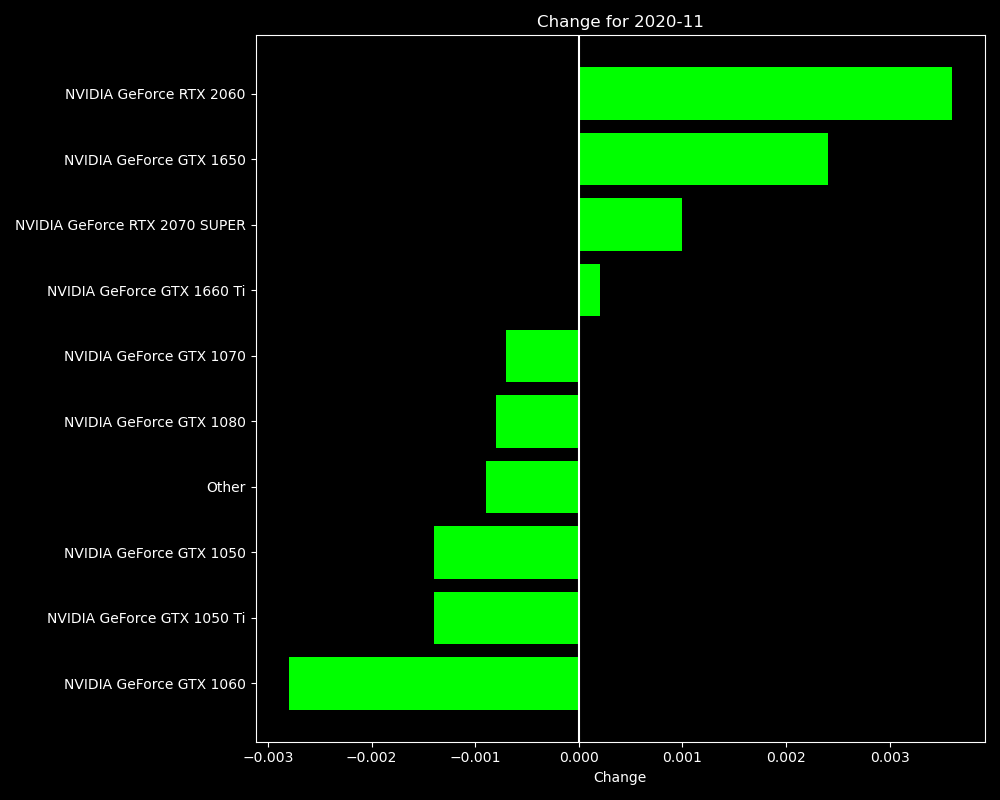 Change for 2020-11
NVIDIA GeForce RTX 2060
NVIDIA GeForce GTX 1650
NVIDIA GeForce RTX 2070 SUPER
NVIDIA GeForce GTX 1660 Ti
NVIDIA GeForce GTX 1070
NVIDIA GeForce GTX 1080
Other
NVIDIA GeForce GTX 1050
NVIDIA GeForce GTX 1050 Ti
NVIDIA GeForce GTX 1060
−0.003 −0.002 −0.001 0.000 0.001 0.002 0.003
Change